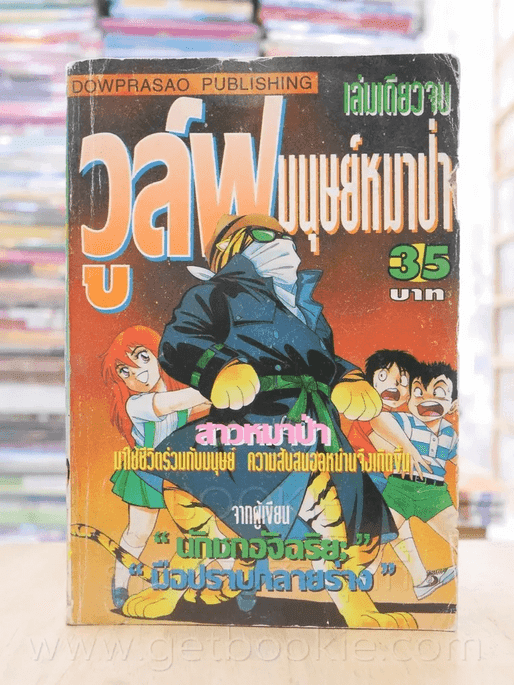 DOWPRASAO PUBLISHING
เล่มเดียวจบ
วูล์ฟ มนุษย์หมาป่า
35
บาท
สาวหมาป่า
มาใช้ชีวิตร่วมกับมนุษย์ ความสับสนอลหม่านจึงเกิดขึ้น
จากผู้เขียน
“ นักตกอัจฉริยะ ”
“ มือปราบหลายร่าง ”
www.getbookie.com